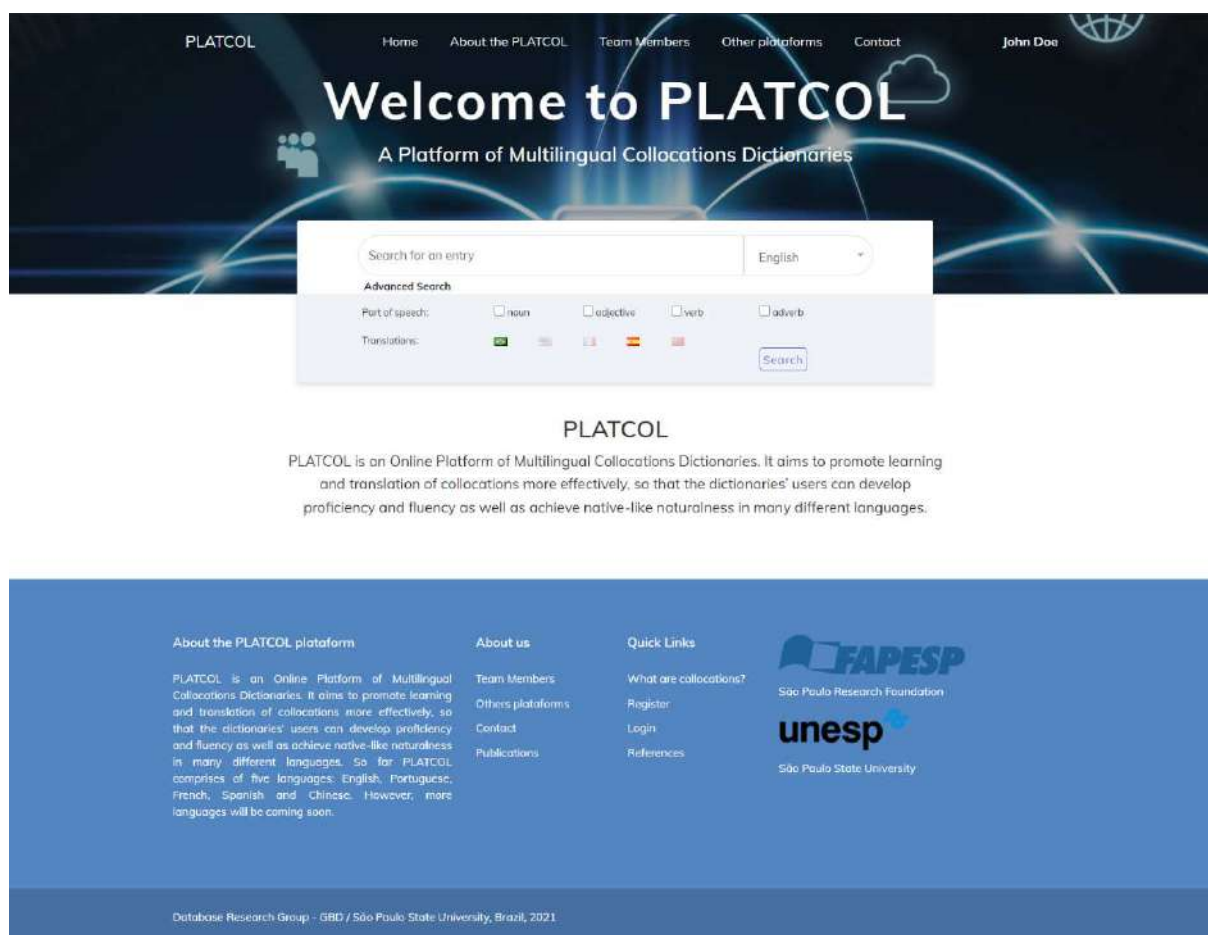 PLATCOL
Home
About the PLATCOL
Team Members
Other plataforms
Contact
John Doe
Welcome to PLATCOL
A Platform of Multilingual Collocations Dictionaries
Search for an entry
English
Advanced Search
Part of speech:
noun
adjective
verb
adverb
Translations:
Search
PLATCOL
PLATCOL is an Online Platform of Multilingual Collocations Dictionaries. It aims to promote learning
and translation of collocations more effectively, so that the dictionaries' users can develop
proficiency and fluency as well as achieve native-like naturalness in many different languages.
About the PLATCOL plataform
PLATCOL is an Online Platform of Multilingual
Collocations Dictionaries. It aims to promote learning
and translation of collocations more effectively, so
that the dictionaries' users can develop proficiency
and fluency as well as achieve native-like naturalness
in many different languages. So far PLATCOL
comprises of five languages: English, Portuguese,
French, Spanish and Chinese. However, more
languages will be coming soon.
About us
Team Members
Others plataforms
Contact
Publications
Quick Links
What are collocations?
Register
Login
References
FAPESP
São Paulo Research Foundation
unesp
São Paulo State University
Database Research Group - GBD / São Paulo State University, Brazil, 2021